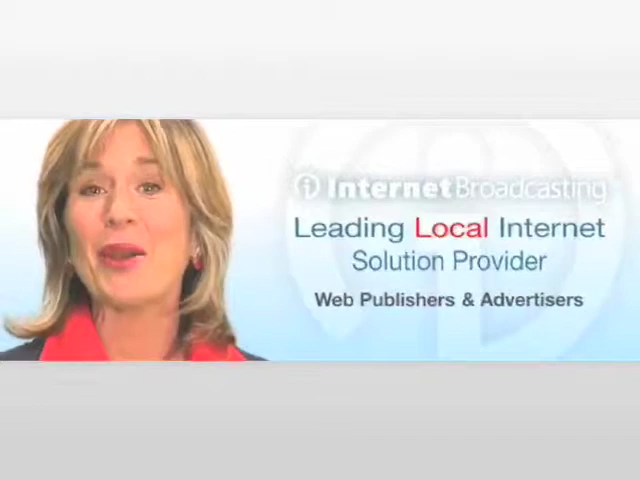 Internet Broadcasting
Leading Local Internet
Solution Provider
Web Publishers & Advertisers